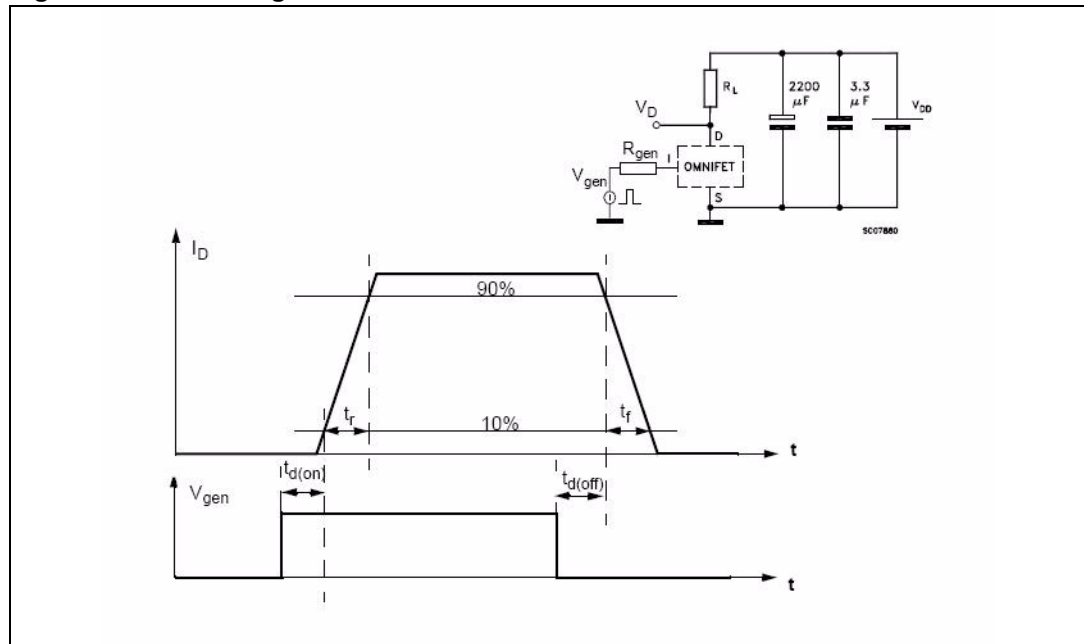 R_L
2200 µF
3.3 µF
V_DD
V_D
D
R_gen
I
OMNIFET
V_gen
S
SC07860
I_D
90%
t_r
10%
t_f
t
t_d(on)
t_d(off)
V_gen
t